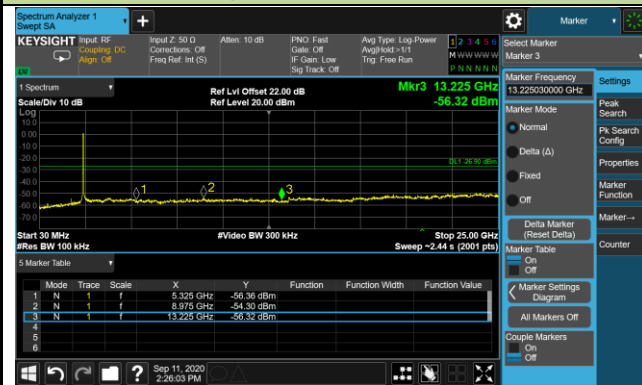 Spectrum Analyzer 1
Swept SA
Marker
KEYSIGHT Input: RF
Coupling: DC
Align: Off
Input Z: 50 Ω
Corrections: Off
Freq Ref: Int (S)
Atten: 10 dB
PNO: Fast
Gate: Off
IF Gain: Low
Sig Track: Off
Avg Type: Log-Power
Avg|Hold:>1/1
Trig: Free Run
1 2 3 4 5 6
M W W W W W
P N N N N N
Select Marker
Marker 3
1 Spectrum
Scale/Div 10 dB
Log
Ref Lvl Offset 22.00 dB
Ref Level 20.00 dBm
Mkr3 13.225 GHz
-56.32 dBm
10.0
0.00
-10.0
-20.0
-30.0
-40.0
-50.0
-60.0
-70.0
DL1 -26.90 dBm
1
2
3
Start 30 MHz
#Res BW 100 kHz
#Video BW 300 kHz
Stop 25.00 GHz
Sweep ~2.44 s (2001 pts)
5 Marker Table
Mode Trace Scale X Y Function Function Width Function Value
1 N 1 f 5.325 GHz -56.36 dBm
2 N 1 f 8.975 GHz -54.30 dBm
3 N 1 f 13.225 GHz -56.32 dBm
4
5
6
Marker Frequency
13.225030000 GHz
Marker Mode
Normal
Delta (Δ)
Fixed
Off
Delta Marker
(Reset Delta)
Marker Table
On
Off
Marker Settings
Diagram
All Markers Off
Couple Markers
On
Off
Settings
Peak
Search
Pk Search
Config
Properties
Marker
Function
Marker→
Counter
Sep 11, 2020
2:26:03 PM